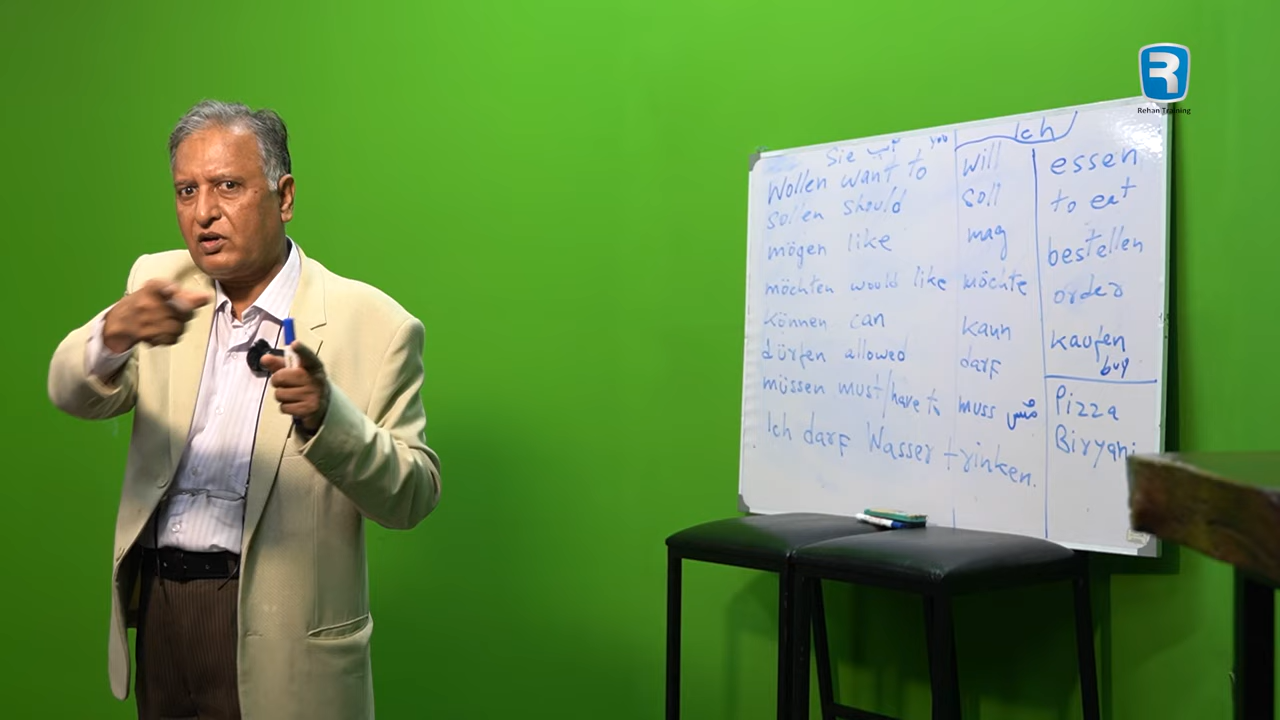 Rehan Training
Sie آپ you
Wollen want to
sollen should
mögen like
möchten would like
können can
dürfen allowed
müssen must/have to
Ich darf Wasser trinken.
Ich
will
soll
mag
möchte
kann
darf
muss مُس
essen
to eat
bestellen
order
kaufen
buy
Pizza
Biryani